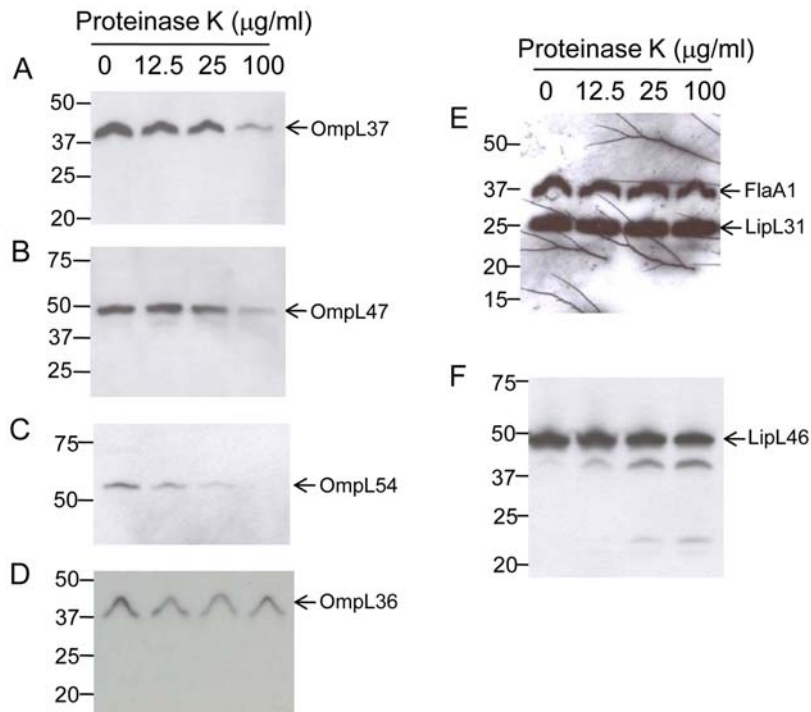 Proteinase K (μg/ml)
A
0 12.5 25 100
50
37
25
20
OmpL37
B
75
50
37
25
OmpL47
C
75
50
OmpL54
D
50
37
25
20
OmpL36
Proteinase K (μg/ml)
0 12.5 25 100
E
50
37
25
20
15
FlaA1
LipL31
F
75
50
37
25
20
LipL46